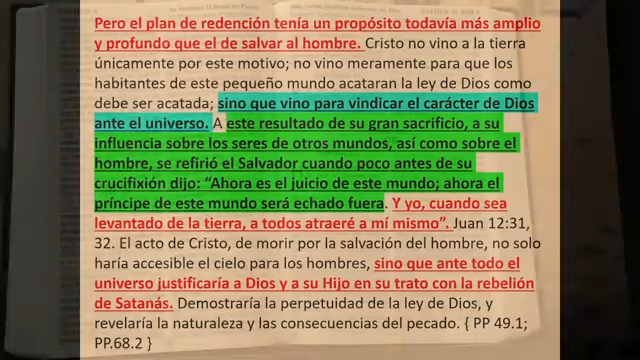 Pero el plan de redención tenía un propósito todavía más amplio
y profundo que el de salvar al hombre. Cristo no vino a la tierra
únicamente por este motivo; no vino meramente para que los
habitantes de este pequeño mundo acataran la ley de Dios como
debe ser acatada; sino que vino para vindicar el carácter de Dios
ante el universo. A este resultado de su gran sacrificio, a su
influencia sobre los seres de otros mundos, así como sobre el
hombre, se refirió el Salvador cuando poco antes de su
crucifixión dijo: “Ahora es el juicio de este mundo; ahora el
príncipe de este mundo será echado fuera. Y yo, cuando sea
levantado de la tierra, a todos atraeré a mí mismo”. Juan 12:31,
32. El acto de Cristo, de morir por la salvación del hombre, no solo
haría accesible el cielo para los hombres, sino que ante todo el
universo justificaría a Dios y a su Hijo en su trato con la rebelión
de Satanás. Demostraría la perpetuidad de la ley de Dios, y
revelaría la naturaleza y las consecuencias del pecado. { PP 49.1;
PP.68.2 }